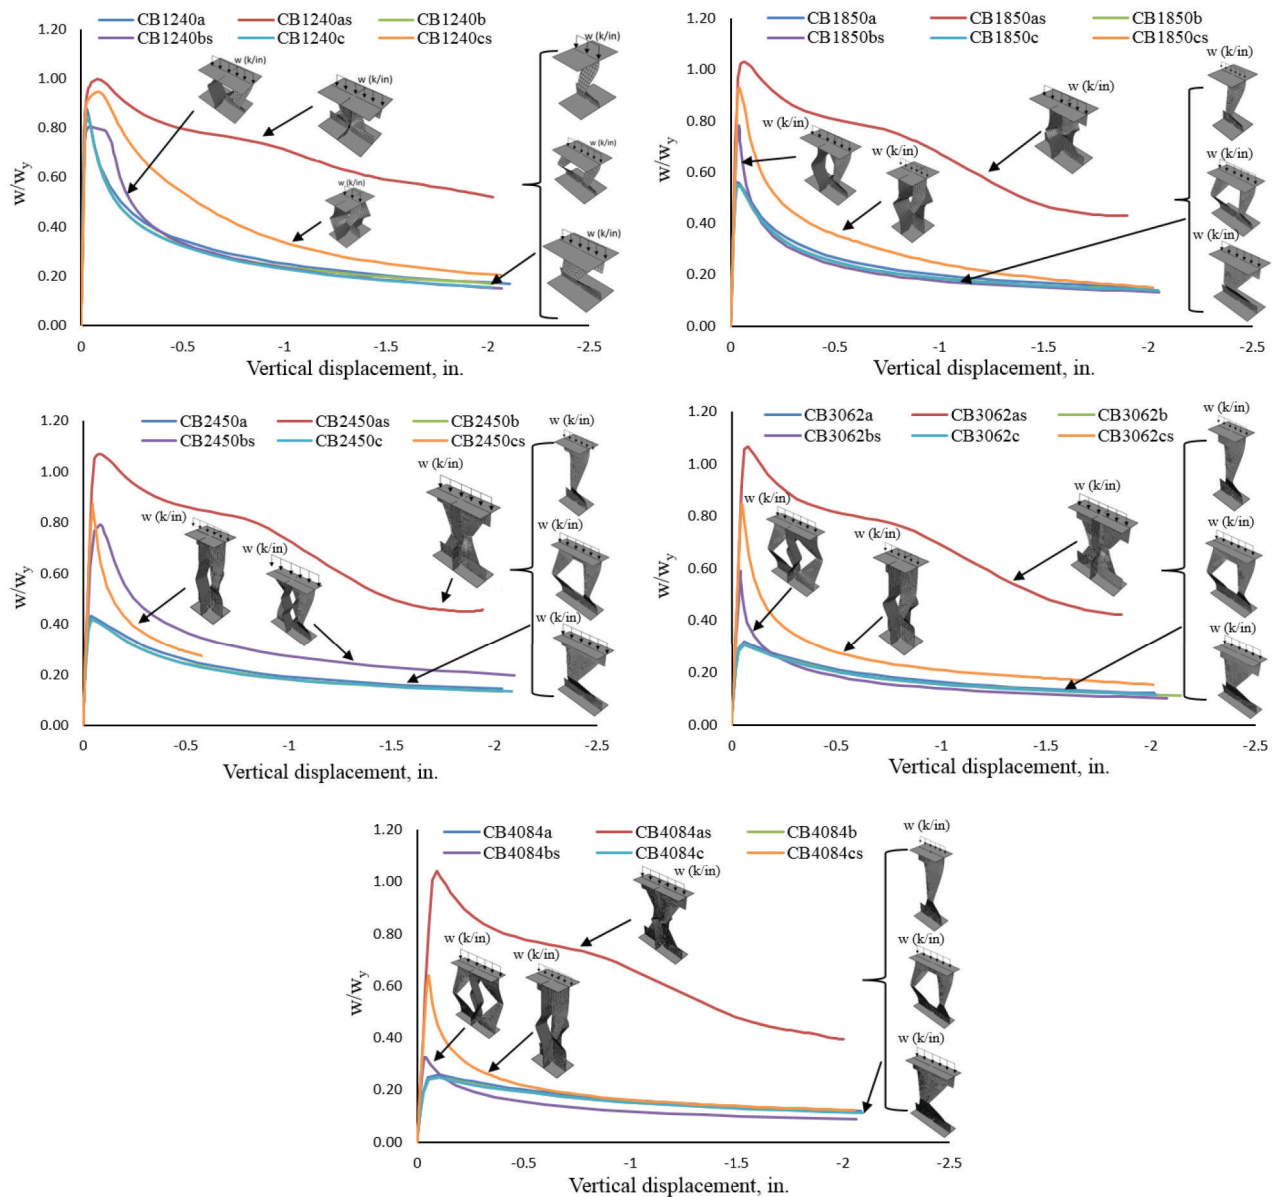 CB1240a CB1240as CB1240b
CB1240bs CB1240c CB1240cs
1.20
1.00
0.80
0.60
0.40
0.20
0.00
w/wy
w (k/in)
w (k/in)
w (k/in)
w (k/in)
w (k/in)
w (k/in)
0 -0.5 -1 -1.5 -2 -2.5
Vertical displacement, in.
CB1850a CB1850as CB1850b
CB1850bs CB1850c CB1850cs
1.20
1.00
0.80
0.60
0.40
0.20
0.00
w/wy
w (k/in)
w (k/in)
w (k/in)
w (k/in)
w (k/in)
w (k/in)
0 -0.5 -1 -1.5 -2 -2.5
Vertical displacement, in.
CB2450a CB2450as CB2450b
CB2450bs CB2450c CB2450cs
1.20
1.00
0.80
0.60
0.40
0.20
0.00
w/wy
w (k/in)
w (k/in)
w (k/in)
w (k/in)
w (k/in)
w (k/in)
0 -0.5 -1 -1.5 -2 -2.5
Vertical displacement, in.
CB3062a CB3062as CB3062b
CB3062bs CB3062c CB3062cs
1.20
1.00
0.80
0.60
0.40
0.20
0.00
w/wy
w (k/in)
w (k/in)
w (k/in)
w (k/in)
w (k/in)
w (k/in)
0 -0.5 -1 -1.5 -2 -2.5
Vertical displacement, in.
CB4084a CB4084as CB4084b
CB4084bs CB4084c CB4084cs
1.20
1.00
0.80
0.60
0.40
0.20
0.00
w/wy
w (k/in)
w (k/in)
w (k/in)
w (k/in)
w (k/in)
w (k/in)
0 -0.5 -1 -1.5 -2 -2.5
Vertical displacement, in.